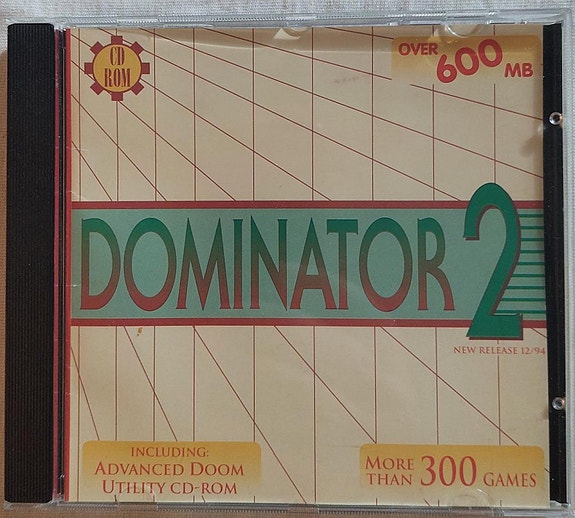 CD
ROM
OVER 600 MB
DOMINATOR 2
NEW RELEASE 12/94
INCLUDING:
ADVANCED DOOM
UTILITY CD-ROM
MORE
THAN 300 GAMES